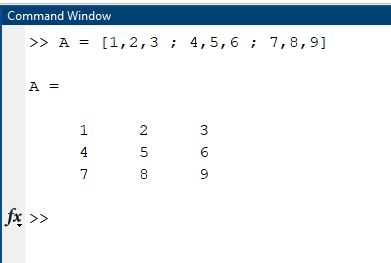 Command Window
>> A = [1,2,3 ; 4,5,6 ; 7,8,9]
A =
1 2 3
4 5 6
7 8 9
fx >>